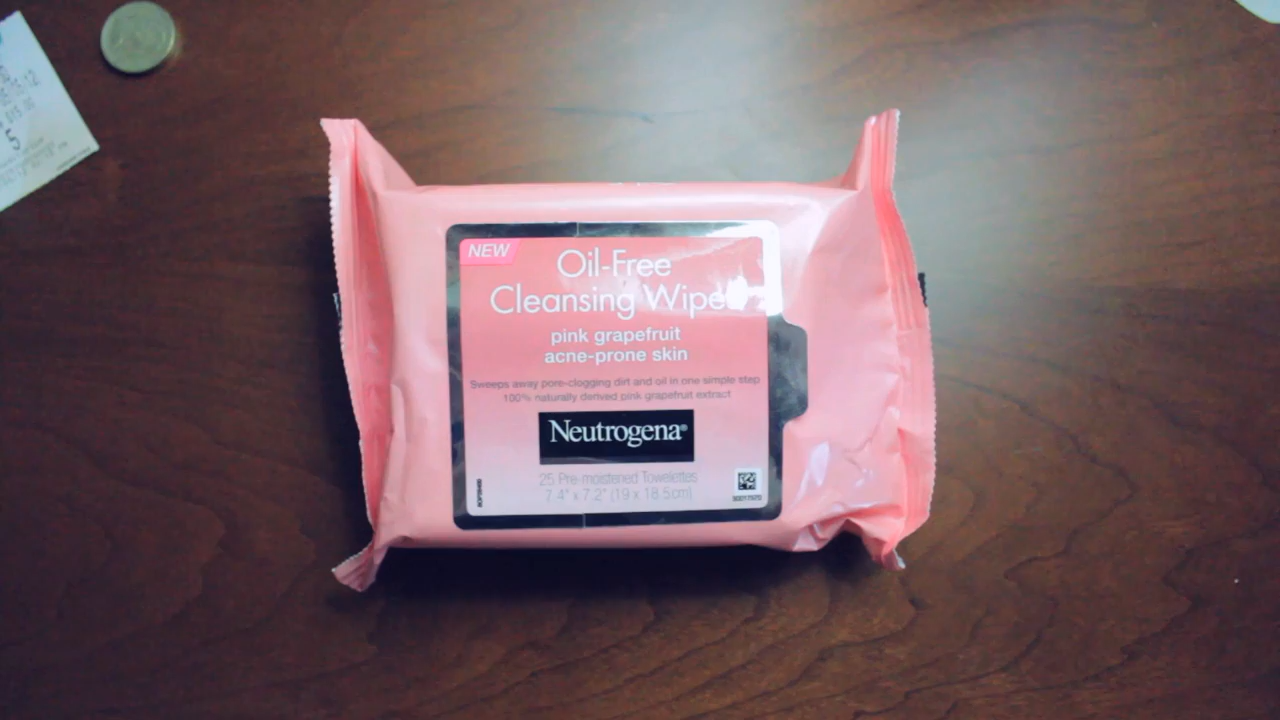 NEW
Oil-Free
Cleansing Wipes
pink grapefruit
acne-prone skin
Sweeps away pore-clogging dirt and oil in one simple step
100% naturally derived pink grapefruit extract
Neutrogena®
25 Pre-moistened Towelettes
7.4" x 7.2" (19 x 18.5cm)
5